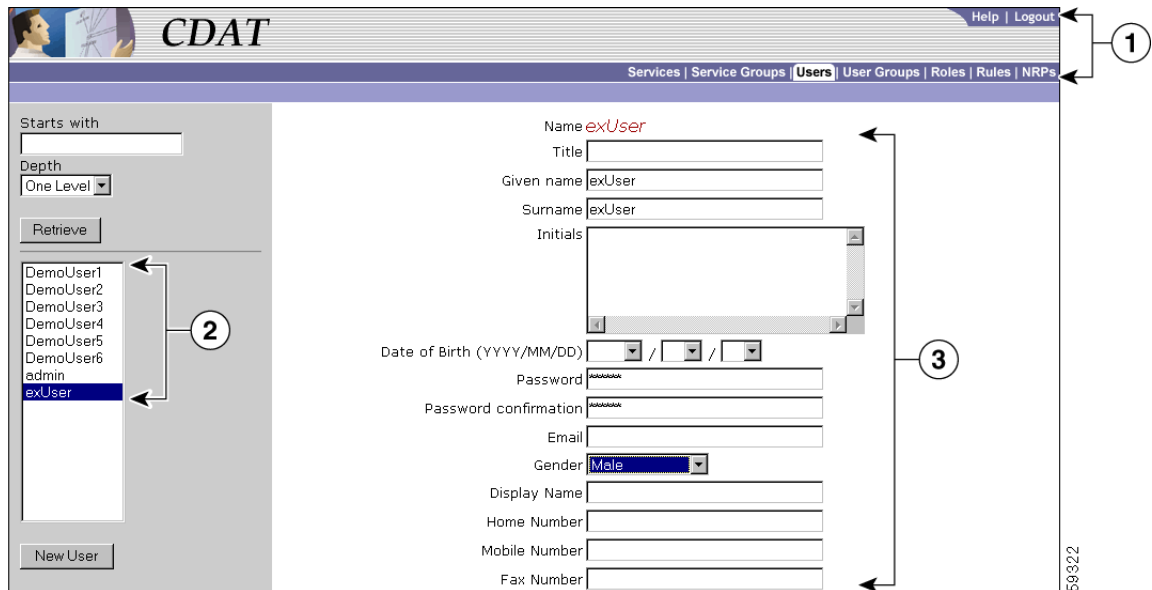 CDAT
Help | Logout
1
Services | Service Groups | Users | User Groups | Roles | Rules | NRPs
Starts with
Depth
One Level
Retrieve
DemoUser1
DemoUser2
DemoUser3
DemoUser4
DemoUser5
DemoUser6
admin
exUser
2
New User
Name exUser
Title
Given name exUser
Surname exUser
Initials
Date of Birth (YYYY/MM/DD) / /
Password ******
Password confirmation ******
Email
Gender Male
Display Name
Home Number
Mobile Number
Fax Number
3
59322